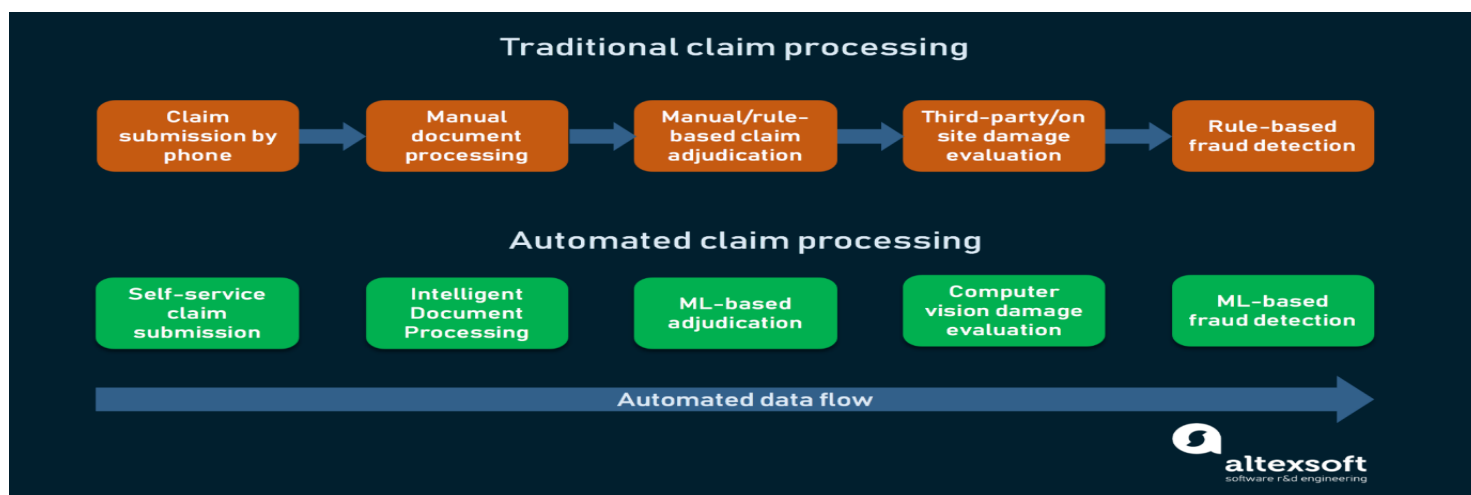 Traditional claim processing
Claim
submission by
phone
Manual
document
processing
Manual/rule-
based claim
adjudication
Third-party/on
site damage
evaluation
Rule-based
fraud detection
Automated claim processing
Self-service
claim
submission
Intelligent
Document
Processing
ML-based
adjudication
Computer
vision damage
evaluation
ML-based
fraud detection
Automated data flow
altexsoft
software r&d engineering